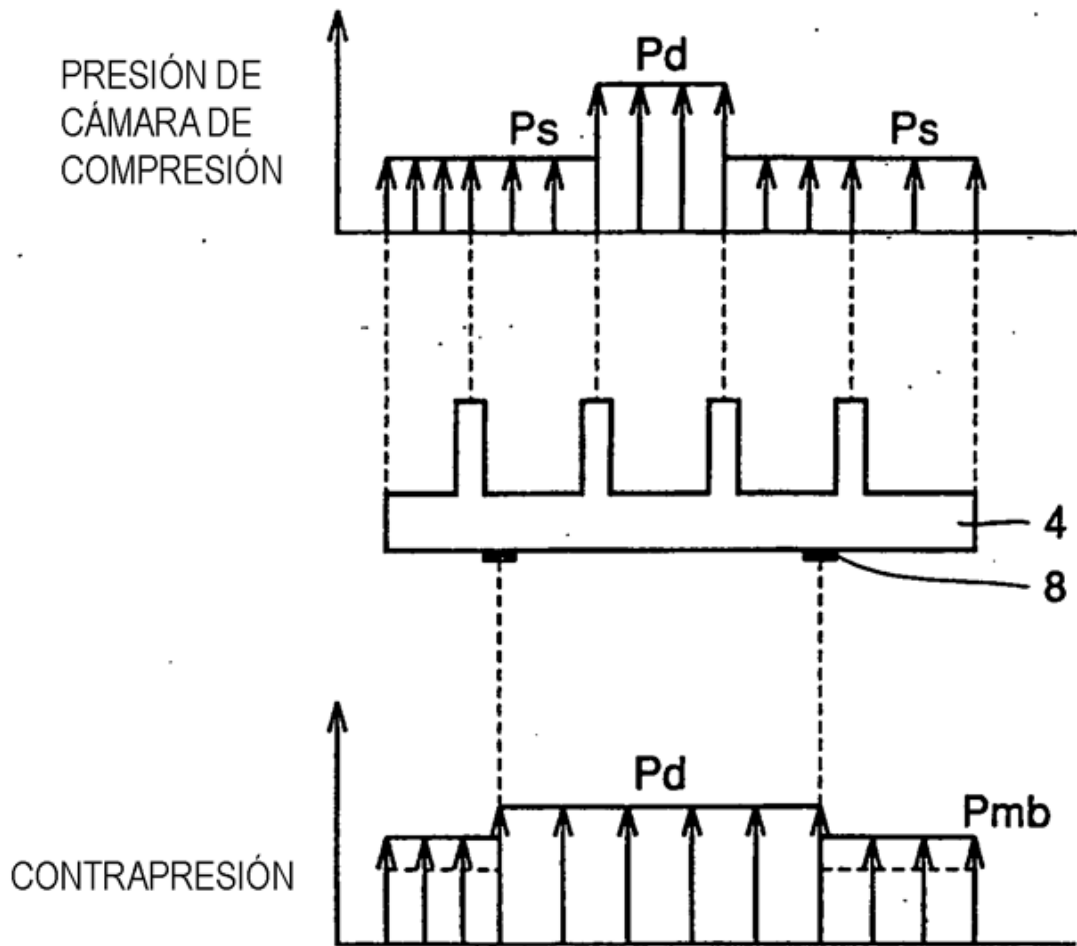 PRESIÓN DE
CÁMARA DE
COMPRESIÓN
Ps
Pd
Ps
4
8
CONTRAPRESIÓN
Pd
Pmb